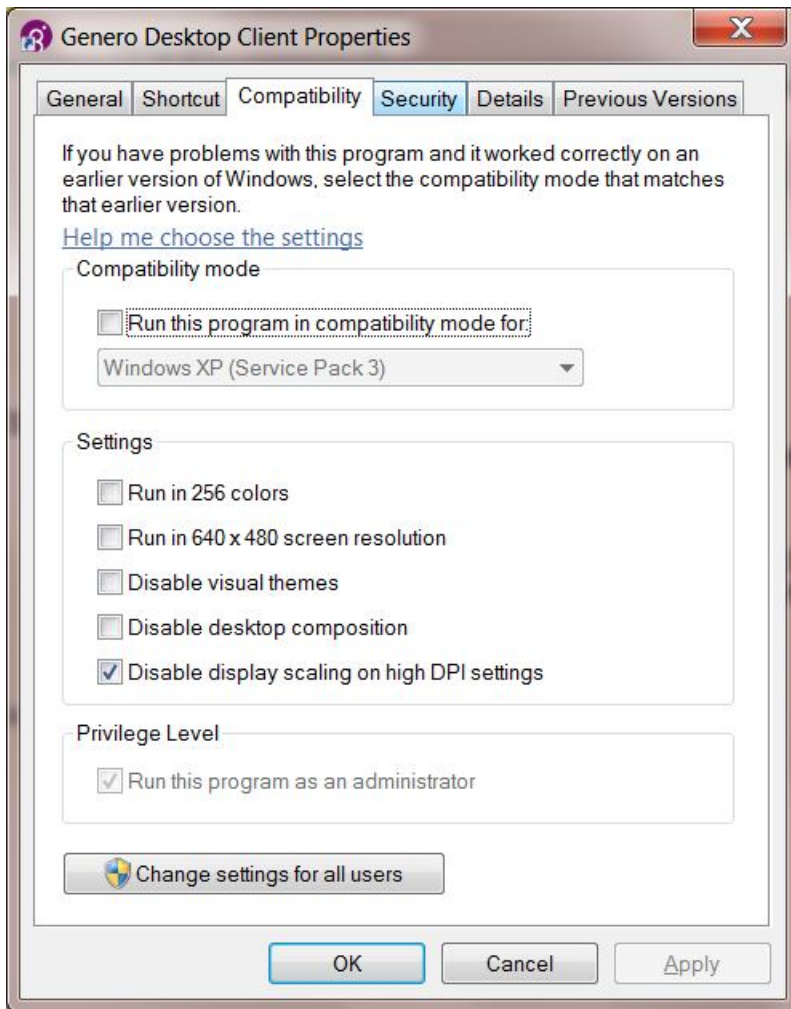 Genero Desktop Client Properties
General Shortcut Compatibility Security Details Previous Versions
If you have problems with this program and it worked correctly on an
earlier version of Windows, select the compatibility mode that matches
that earlier version.
Help me choose the settings
Compatibility mode
Run this program in compatibility mode for:
Windows XP (Service Pack 3)
Settings
Run in 256 colors
Run in 640 x 480 screen resolution
Disable visual themes
Disable desktop composition
Disable display scaling on high DPI settings
Privilege Level
Run this program as an administrator
Change settings for all users
OK Cancel Apply